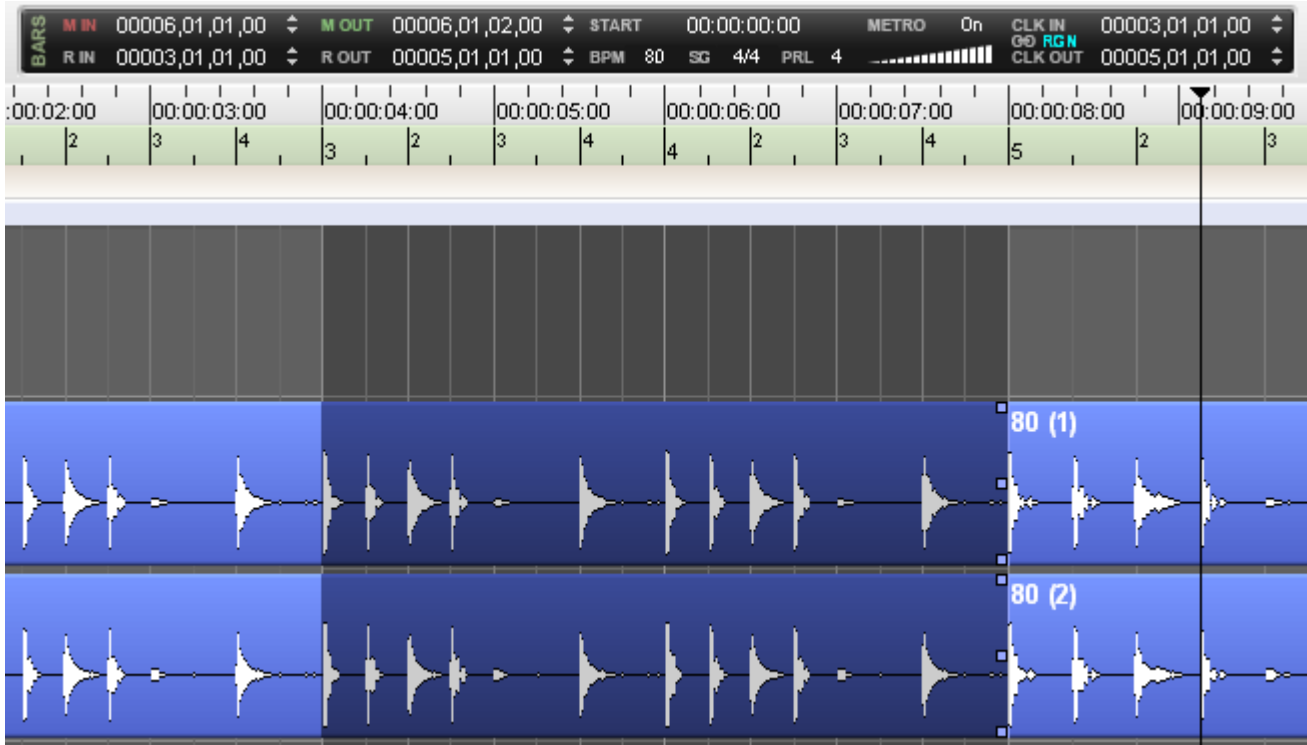 BARS
M IN 00006,01,01,00 M OUT 00006,01,02,00 START 00:00:00:00 METRO On CLK IN 00003,01,01,00
RGN
R IN 00003,01,01,00 R OUT 00005,01,01,00 BPM 80 SG 4/4 PRL 4 CLK OUT 00005,01,01,00
:00:02:00 00:00:03:00 00:00:04:00 00:00:05:00 00:00:06:00 00:00:07:00 00:00:08:00 00:00:09:00
2 3 4 3 2 3 4 4 2 3 4 5 2 3
80 (1)
80 (2)